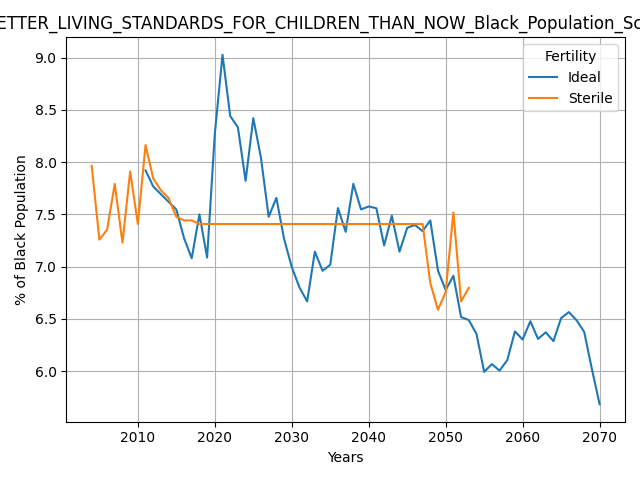 ETTER_LIVING_STANDARDS_FOR_CHILDREN_THAN_NOW_Black_Population_Sc
Fertility
Ideal
Sterile
9.0
8.5
8.0
7.5
7.0
6.5
6.0
% of Black Population
2010 2020 2030 2040 2050 2060 2070
Years